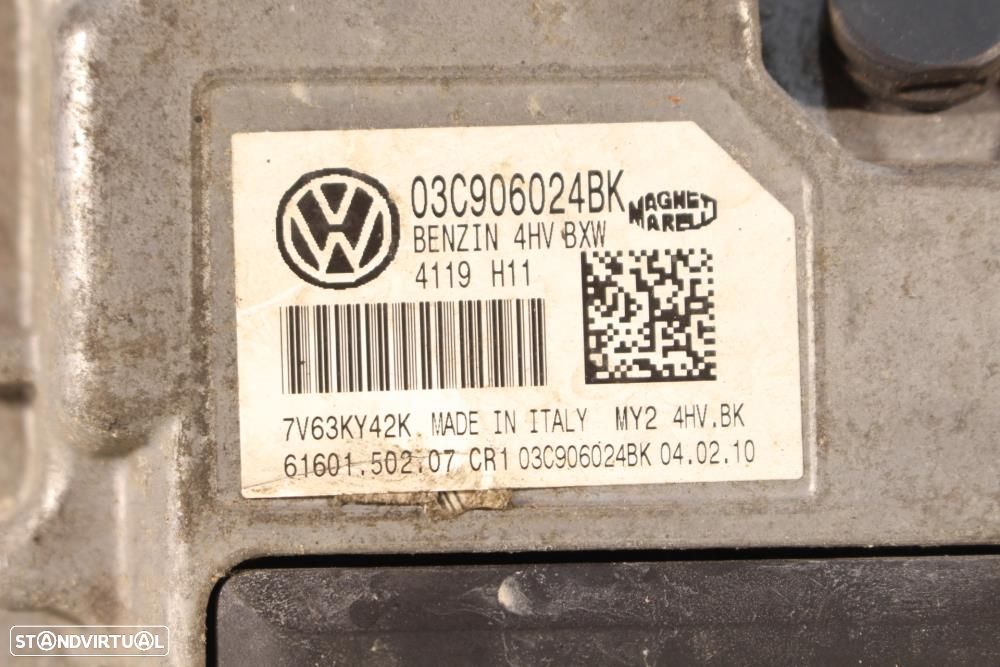 03C906024BK
MAGNETI MARELLI
BENZIN 4HV BXW
4119 H11
7V63KY42K MADE IN ITALY MY2 4HV.BK
61601.502.07 CR1 03C906024BK 04.02.10
STANDVIRTUAL